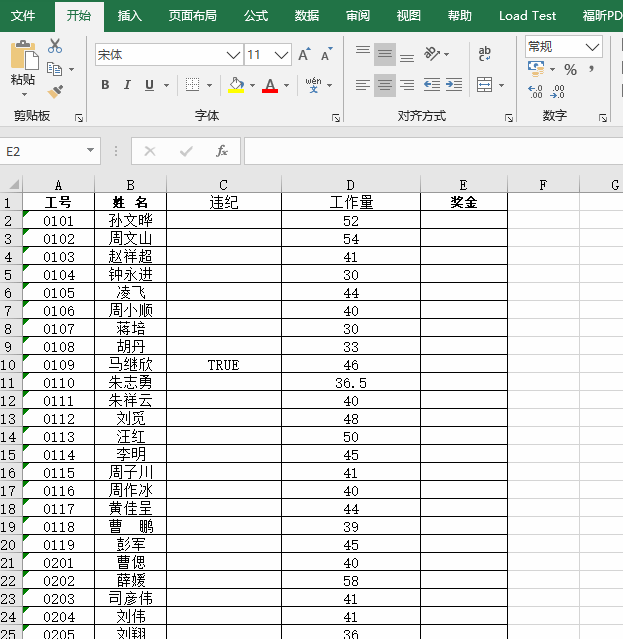 文件 开始 插入 页面布局 公式 数据 审阅 视图 帮助 Load Test 福昕PD
粘贴 宋体 11 A A ab 常规
B I U A wén 文 % ,
剪贴板 字体 对齐方式 数字
E2 fx
A B C D E F G
1 工号 姓 名 违纪 工作量 奖金
2 0101 孙文晔 52
3 0102 周文山 54
4 0103 赵祥超 41
5 0104 钟永进 30
6 0105 凌飞 44
7 0106 周小顺 40
8 0107 蒋培 30
9 0108 胡丹 33
10 0109 马继欣 TRUE 46
11 0110 朱志勇 36.5
12 0111 朱祥云 40
13 0112 刘觅 48
14 0113 汪红 50
15 0114 李明 45
16 0115 周子川 41
17 0116 周作冰 40
18 0117 黄佳呈 44
19 0118 曹 鹏 39
20 0119 彭军 45
21 0201 曹偲 40
22 0202 薛媛 58
23 0203 司彦伟 41
24 0204 刘伟 41
25 0205 刘翔 36